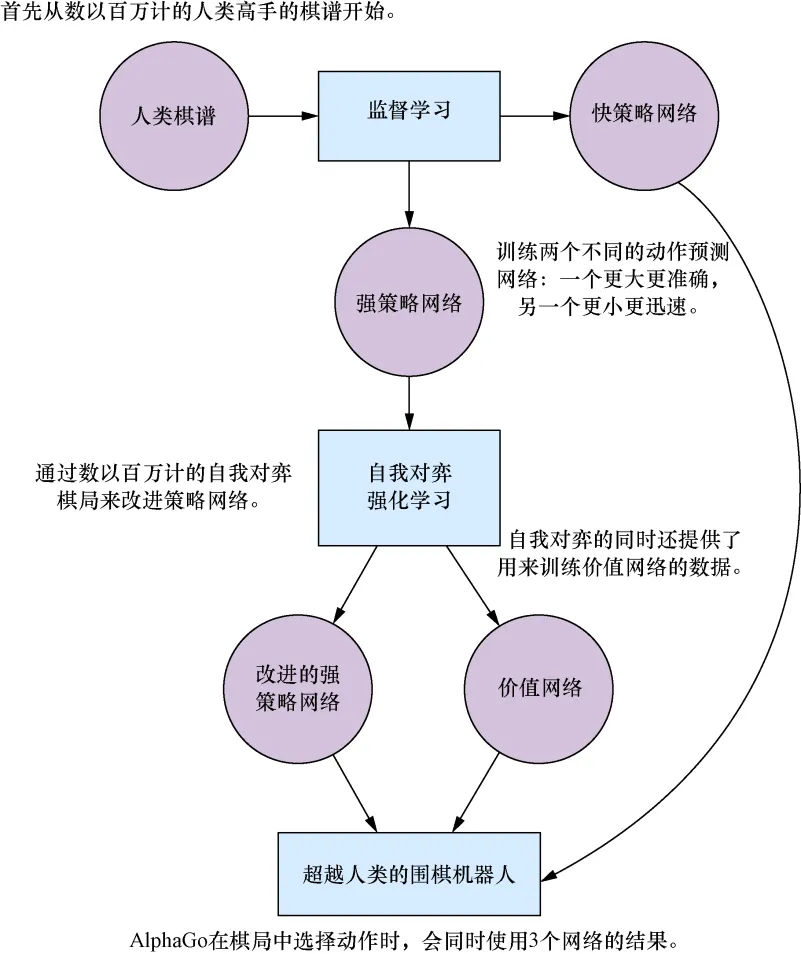 首先从数以百万计的人类高手的棋谱开始。
人类棋谱
监督学习
快策略网络
训练两个不同的动作预测
网络：一个更大更准确，
另一个更小更迅速。
强策略网络
通过数以百万计的自我对弈
棋局来改进策略网络。
自我对弈
强化学习
自我对弈的同时还提供了
用来训练价值网络的数据。
改进的强
策略网络
价值网络
超越人类的围棋机器人
AlphaGo在棋局中选择动作时，会同时使用3个网络的结果。